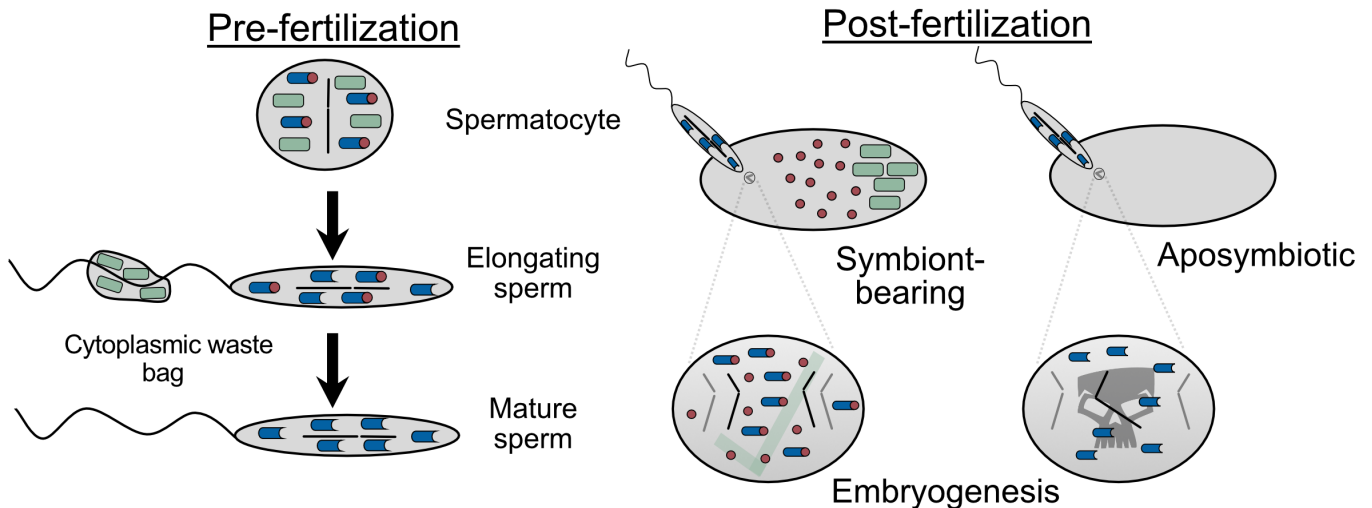 Pre-fertilization
Spermatocyte
Elongating
sperm
Cytoplasmic waste
bag
Mature
sperm
Post-fertilization
Symbiont-
bearing
Aposymbiotic
Embryogenesis